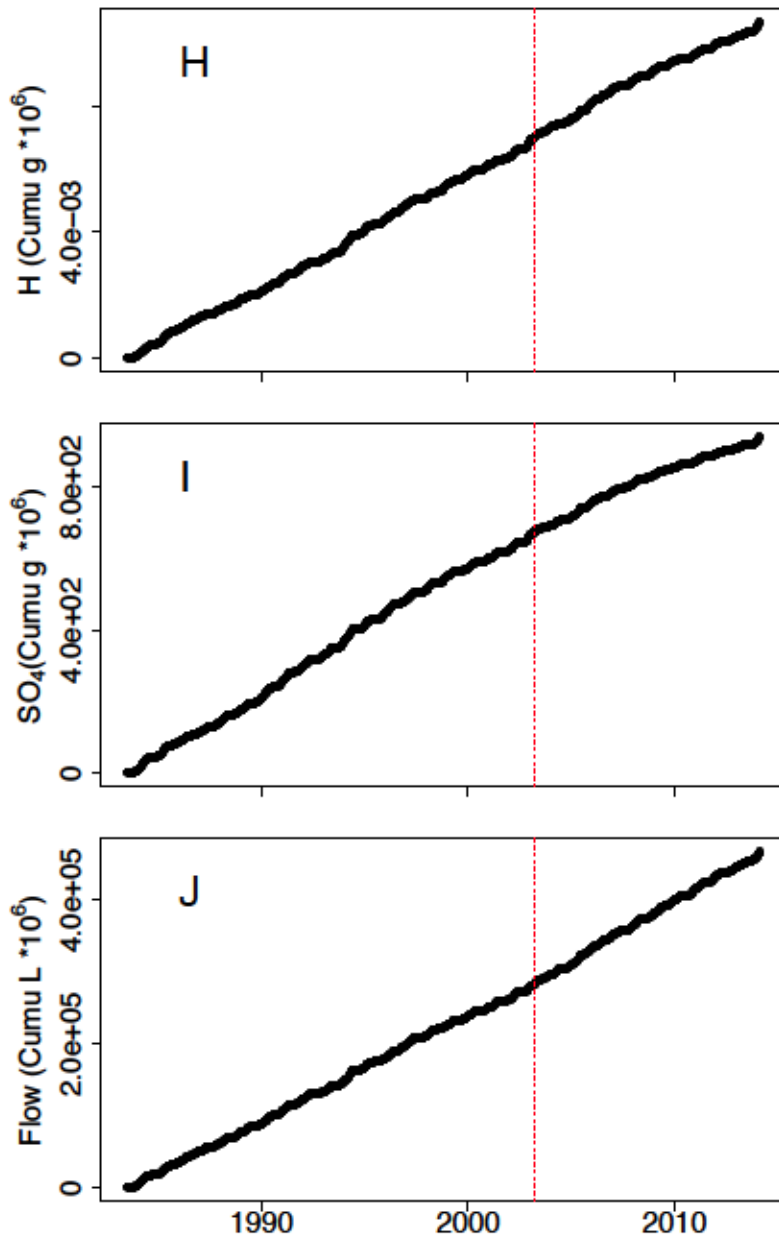 H
H (Cumu g *10⁶)
4.0e−03
0
I
SO₄(Cumu g *10⁶)
8.0e+02
4.0e+02
0
J
Flow (Cumu L *10⁶)
4.0e+05
2.0e+05
0
1990 2000 2010